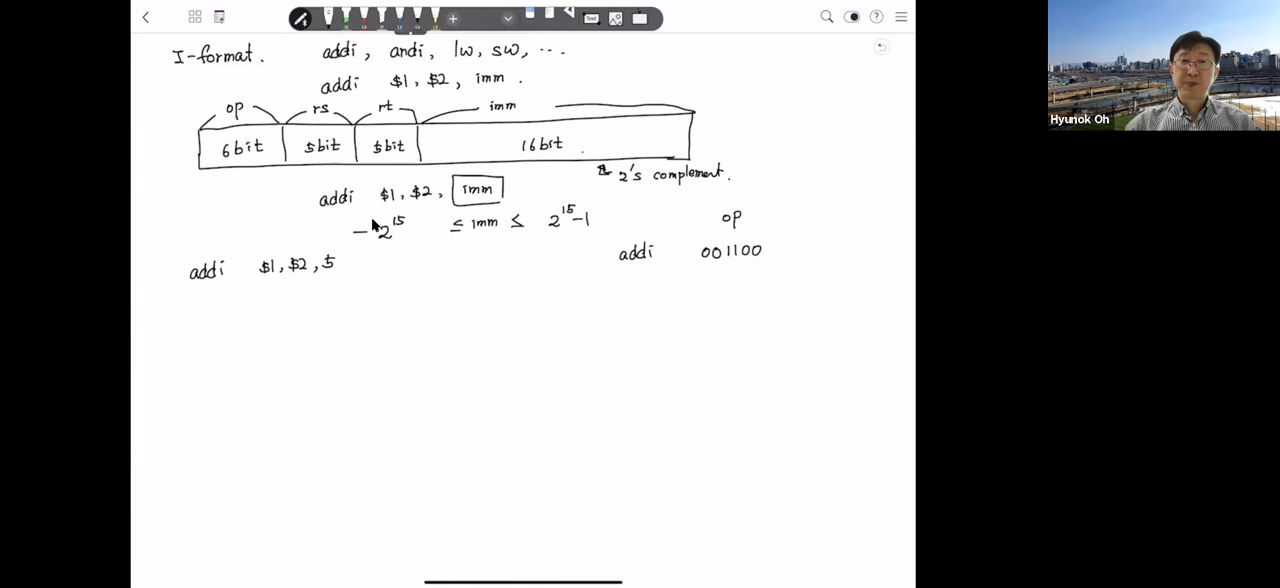 I-format. addi, andi, lw, sw, ...
addi $1, $2, imm.
op rs rt imm
6bit 5bit 5bit 16bit
2's complement.
addi $1, $2, imm
-2^15 ≤ imm ≤ 2^15-1
op
addi 001100
addi $1, $2, 5
Hyunok Oh